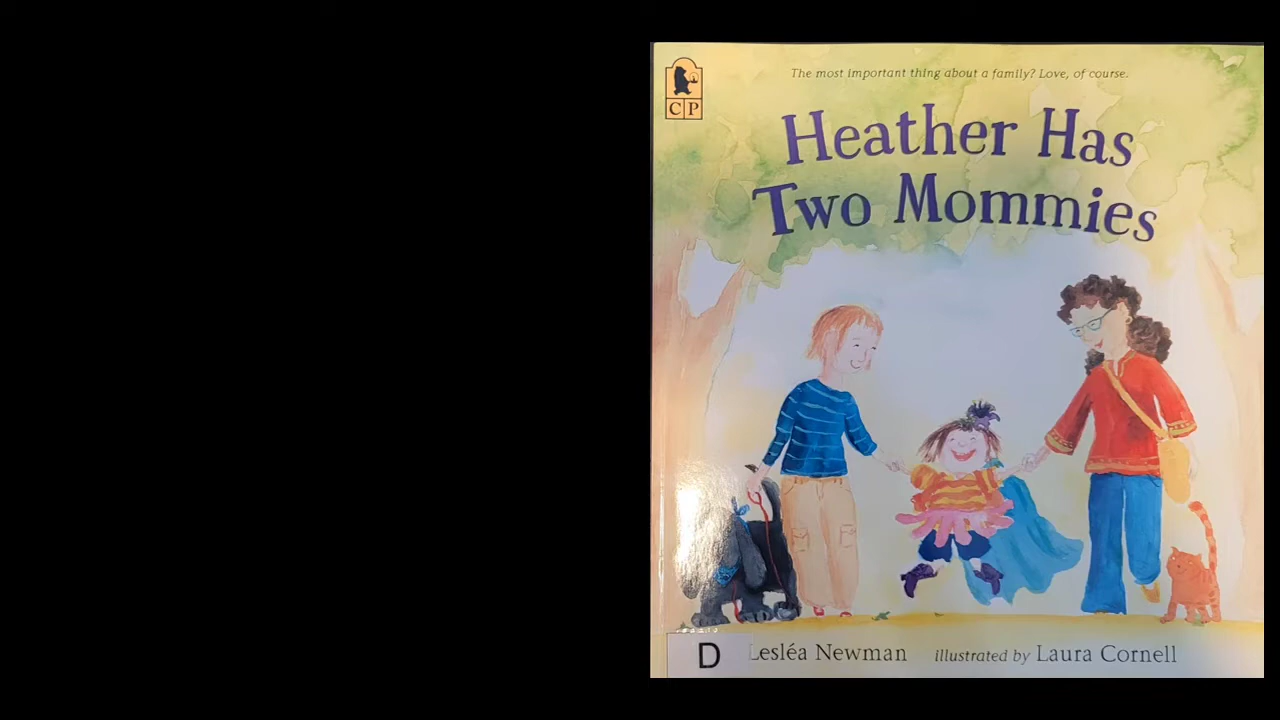 The most important thing about a family? Love, of course.
CP
Heather Has
Two Mommies
D
Lesléa Newman illustrated by Laura Cornell